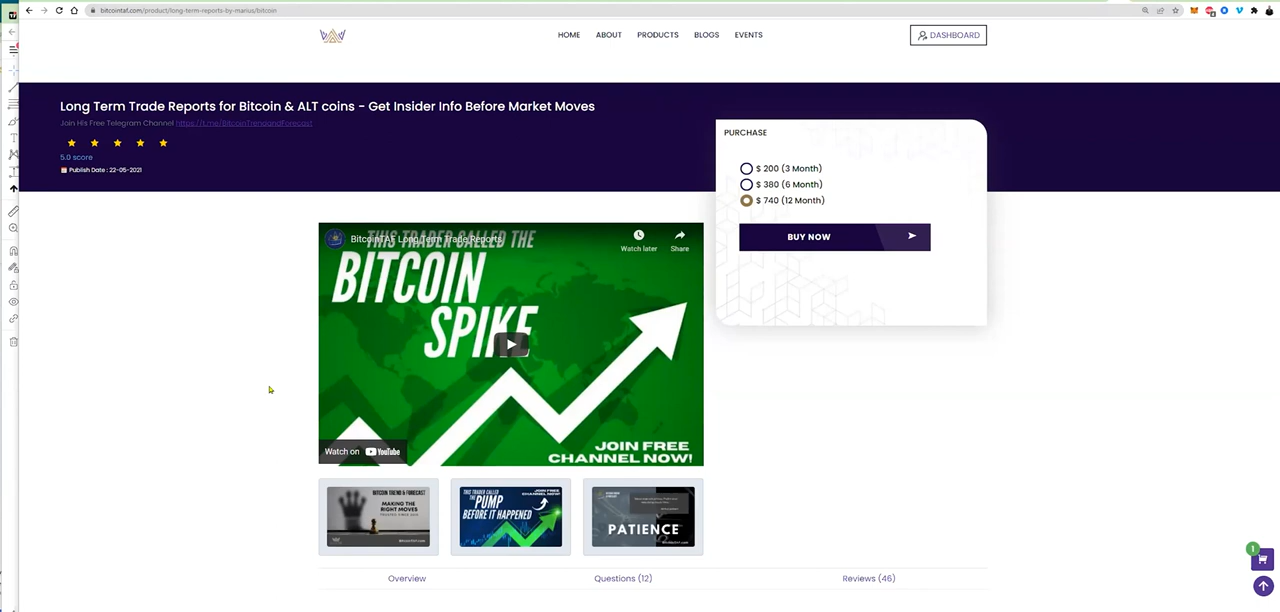 bitcointaf.com/product/long-term-reports-by-marius/bitcoin
HOME ABOUT PRODUCTS BLOGS EVENTS
DASHBOARD
Long Term Trade Reports for Bitcoin & ALT coins - Get Insider Info Before Market Moves
Join His Free Telegram Channel https://t.me/BitcoinTrendandForecast
5.0 score
Publish Date : 22-05-2021
PURCHASE
$ 200 (3 Month)
$ 380 (6 Month)
$ 740 (12 Month)
BUY NOW
BitcoinTAF Long Term Trade Reports
Watch later
Share
THIS TRADER CALLED THE
BITCOIN
SPIKE
JOIN FREE
CHANNEL NOW!
Watch on YouTube
BITCOIN TREND & FORECAST
MAKING THE
RIGHT MOVES
THIS TRADER CALLED THE
PUMP
BEFORE IT HAPPENED
JOIN FREE
CHANNEL NOW!
PATIENCE
Overview
Questions (12)
Reviews (46)
1